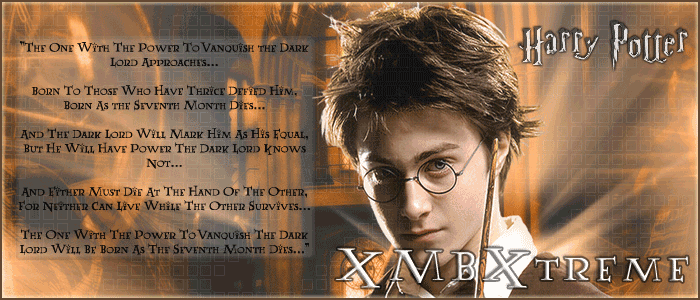 "The One With The Power To Vanquish the Dark
Lord Approaches...
Born To Those Who Have Thrice Defied Him,
Born As the Seventh Month Dies...
And The Dark Lord Will Mark Him As His Equal,
But He Will Have Power The Dark Lord Knows
Not...
And Either Must Die At The Hand Of The Other,
For Neither Can Live While The Other Survives...
The One With The Power To Vanquish The Dark
Lord Will Be Born As The Seventh Month Dies..."
Harry Potter
XMBXtreme